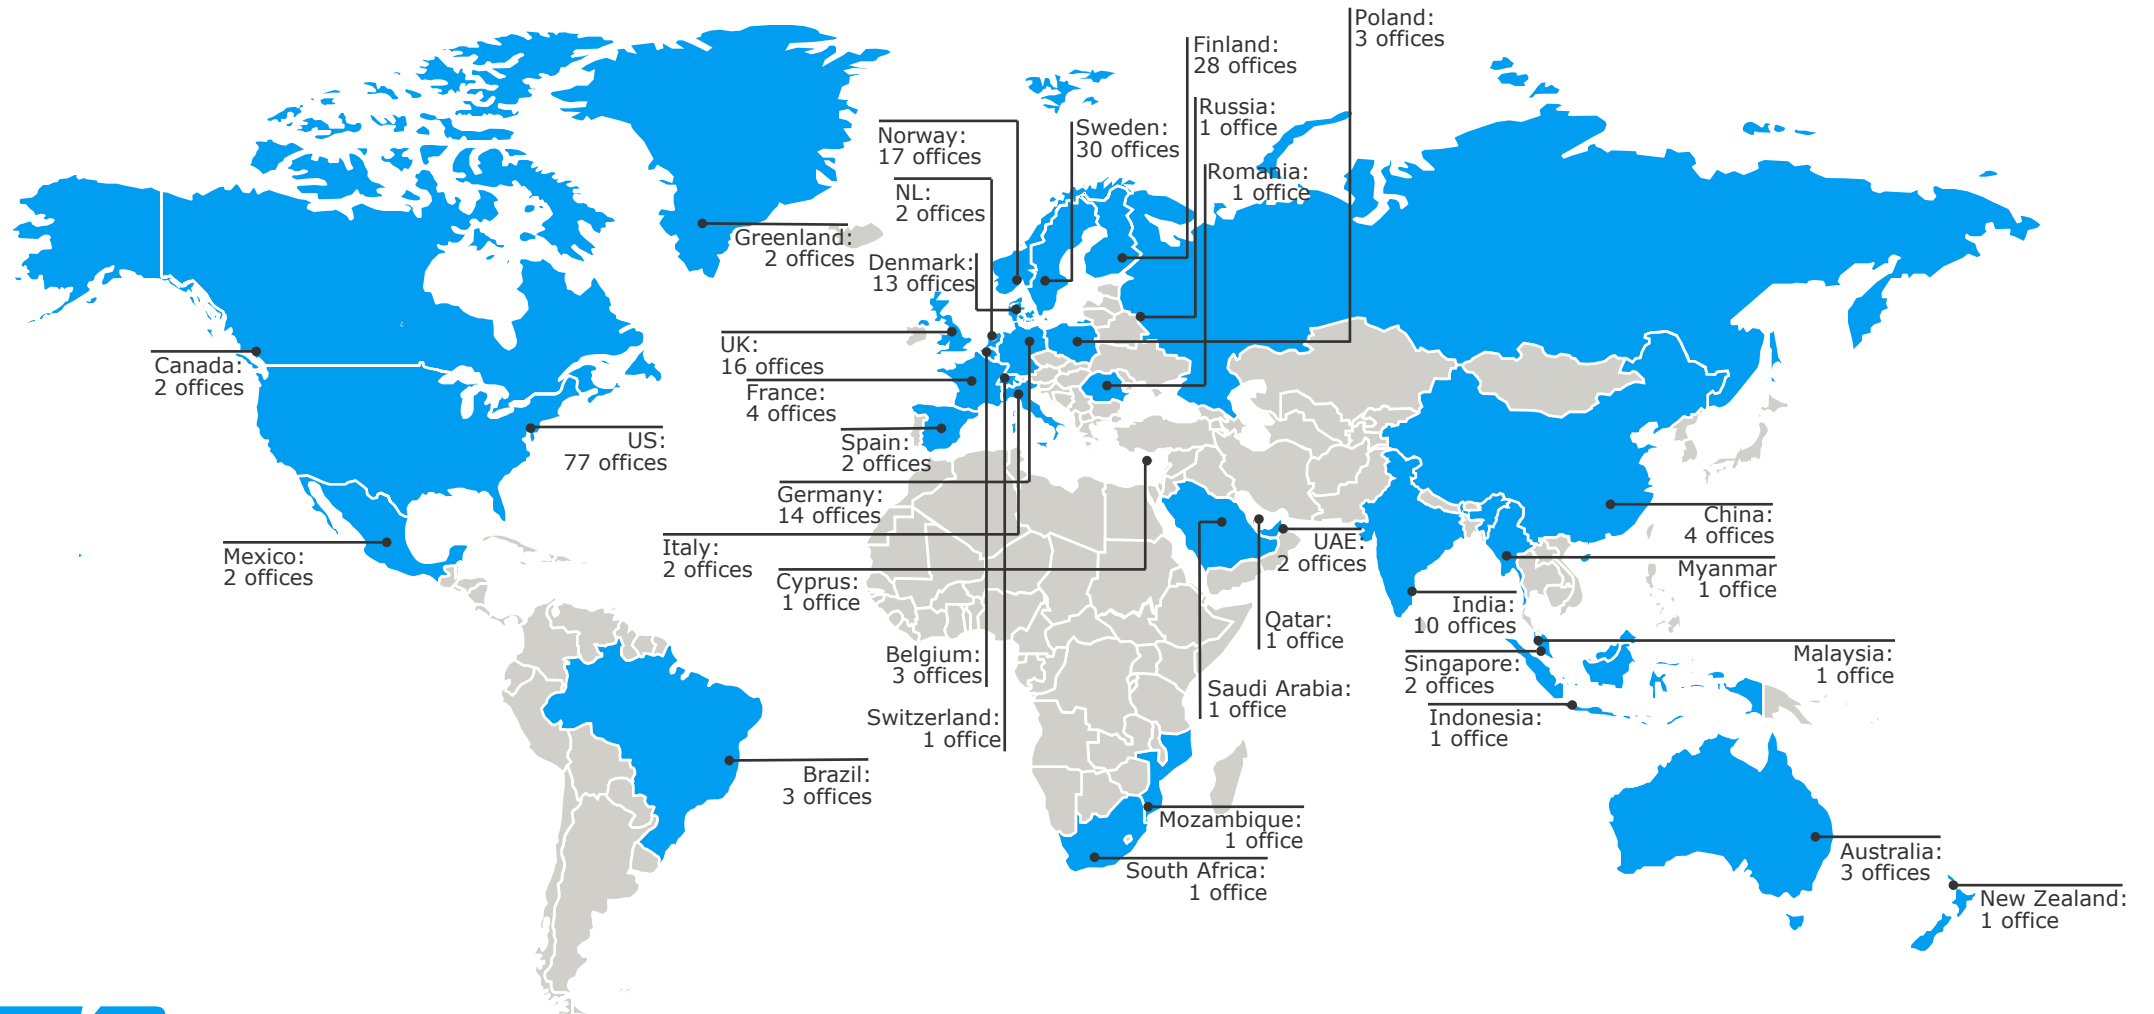 Poland:
3 offices
Finland:
28 offices
Russia:
1 office
Norway:
17 offices
Sweden:
30 offices
Romania:
1 office
NL:
2 offices
Greenland:
2 offices
Denmark:
13 offices
UK:
16 offices
Canada:
2 offices
France:
4 offices
US:
77 offices
Spain:
2 offices
Germany:
14 offices
China:
4 offices
Mexico:
2 offices
Italy:
2 offices
UAE:
2 offices
Cyprus:
1 office
Myanmar
1 office
India:
10 offices
Qatar:
1 office
Belgium:
3 offices
Malaysia:
1 office
Singapore:
2 offices
Saudi Arabia:
1 office
Switzerland:
1 office
Indonesia:
1 office
Brazil:
3 offices
Mozambique:
1 office
Australia:
3 offices
South Africa:
1 office
New Zealand:
1 office